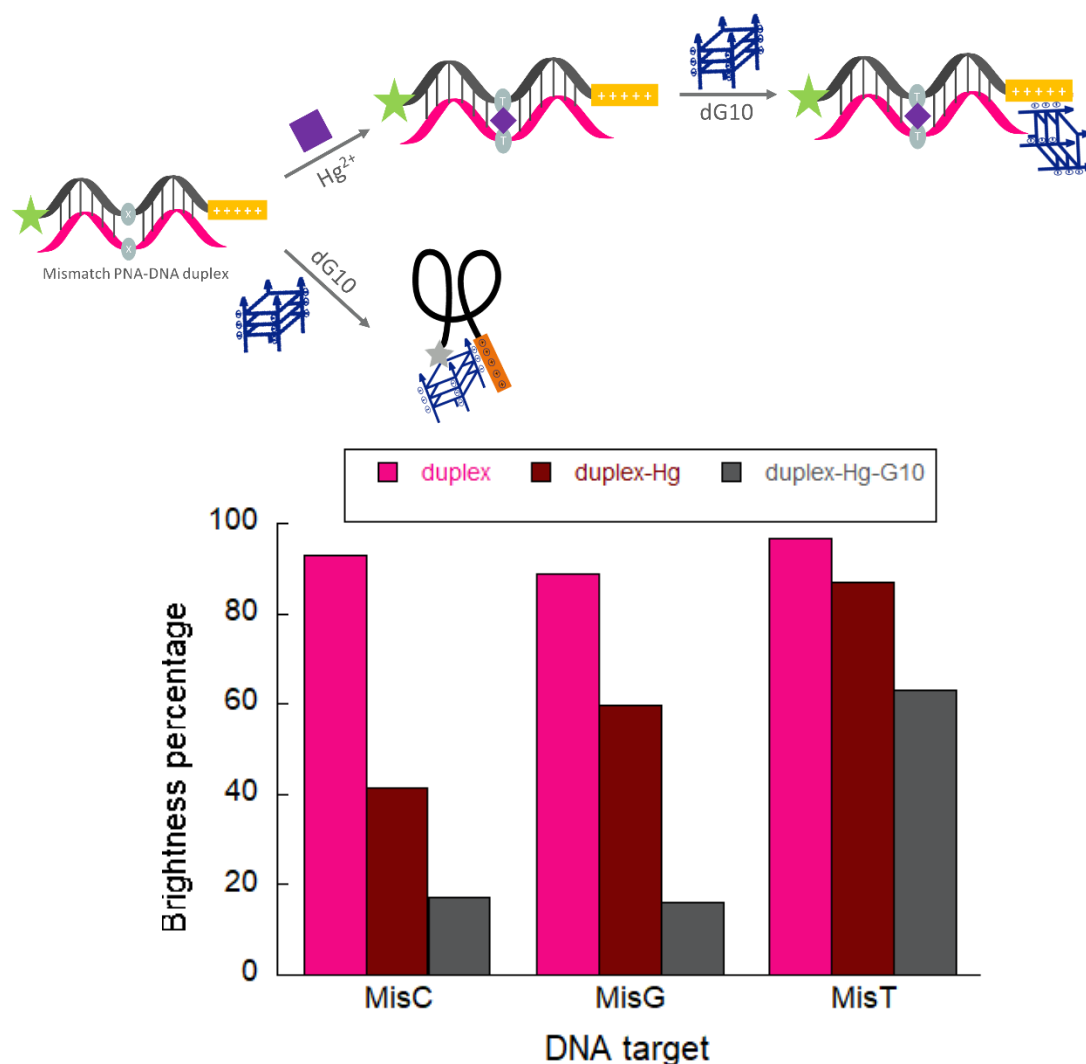 Hg2+
T
T
+ + + + +
dG10
T
T
+ + + + +
X
X
+ + + + +
Mismatch PNA-DNA duplex
dG10
duplex
duplex-Hg
duplex-Hg-G10
Brightness percentage
100
80
60
40
20
0
MisC
MisG
MisT
DNA target